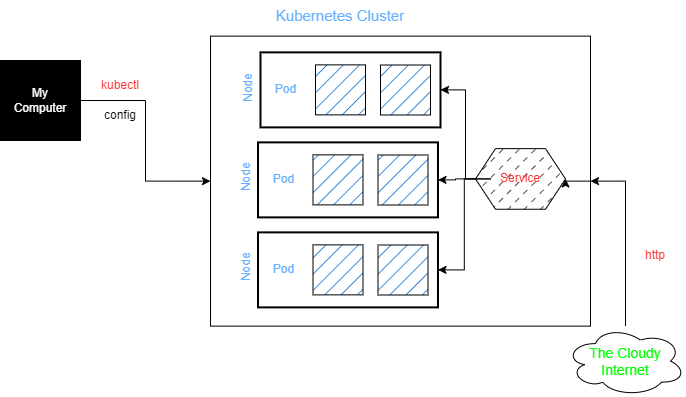 Kubernetes Cluster
My
Computer
kubectl
config
Node
Pod
Node
Pod
Node
Pod
Service
http
The Cloudy
Internet